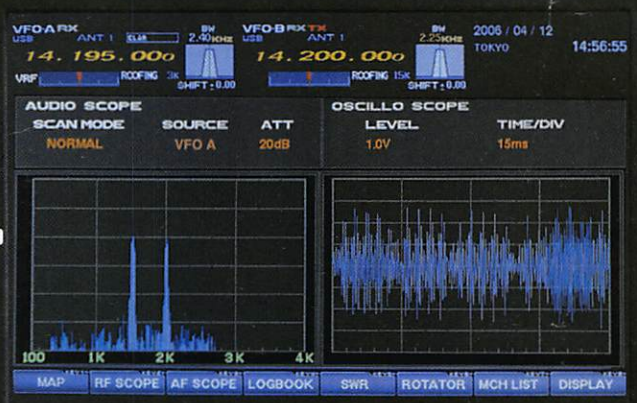 VFO-A RX
USB ANT 1 CLAR
BW
2.40KHz
14. 195. 000
VRF ROOFING 3K
SHIFT± 0.00
VFO-B RX TX
USB ANT 1
BW
2.25KHz
14. 200. 000
ROOFING 15K
SHIFT± 0.00
2006 / 04 / 12
TOKYO
14:56:55
AUDIO SCOPE
SCAN MODE SOURCE ATT
NORMAL VFO A 20dB
OSCILLO SCOPE
LEVEL TIME/DIV
1.0V 15ms
100 1K 2K 3K 4K
MAP RF SCOPE AF SCOPE LOGBOOK SWR ROTATOR MCH LIST DISPLAY